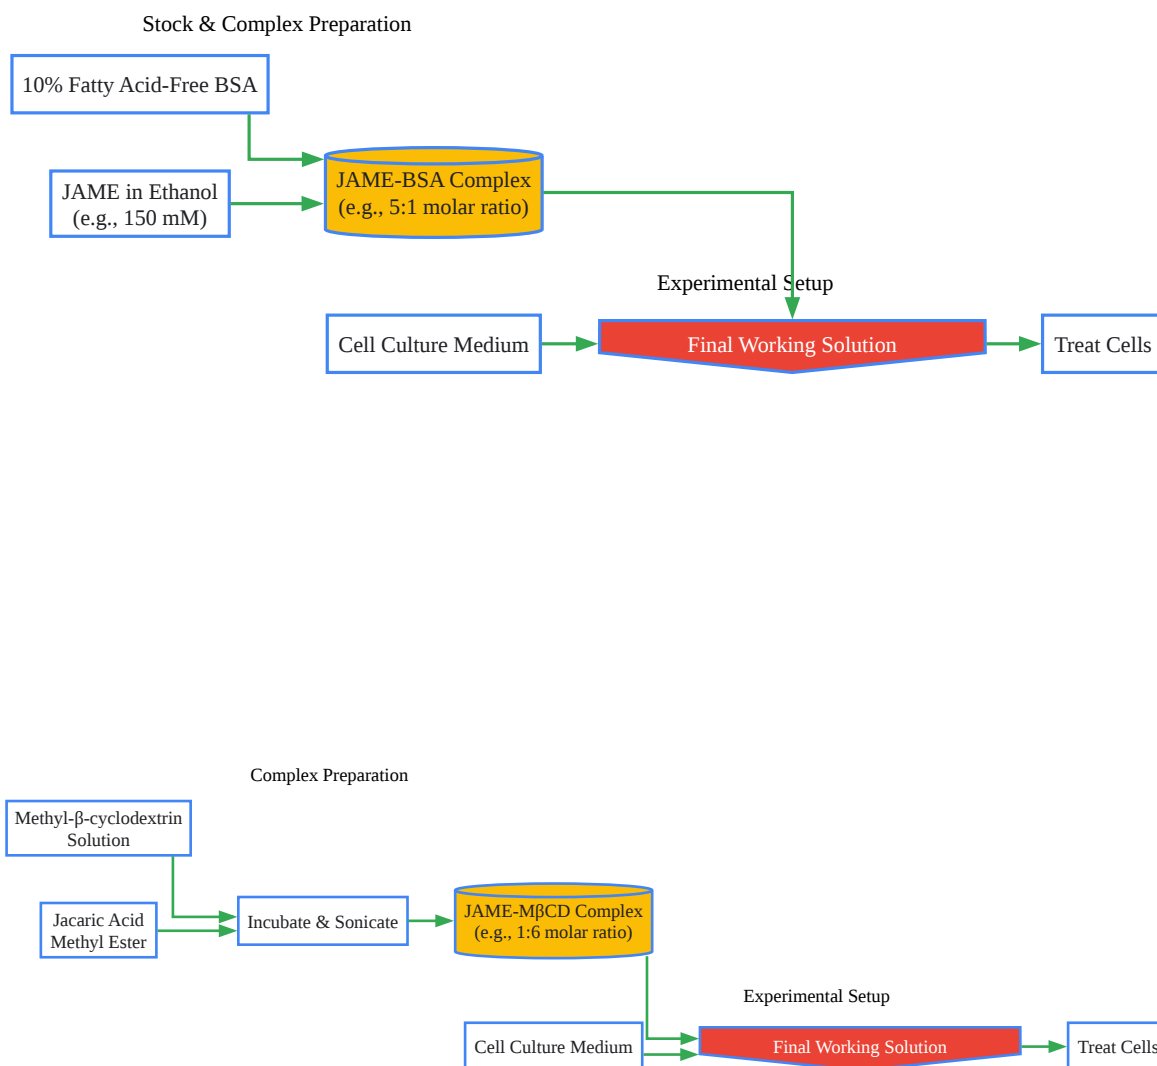 Stock & Complex Preparation
10% Fatty Acid-Free BSA
JAME in Ethanol
(e.g., 150 mM)
JAME-BSA Complex
(e.g., 5:1 molar ratio)
Experimental Setup
Cell Culture Medium
Final Working Solution
Treat Cells
Complex Preparation
Methyl-β-cyclodextrin
Solution
Jacaric Acid
Methyl Ester
Incubate & Sonicate
JAME-MβCD Complex
(e.g., 1:6 molar ratio)
Experimental Setup
Cell Culture Medium
Final Working Solution
Treat Cells